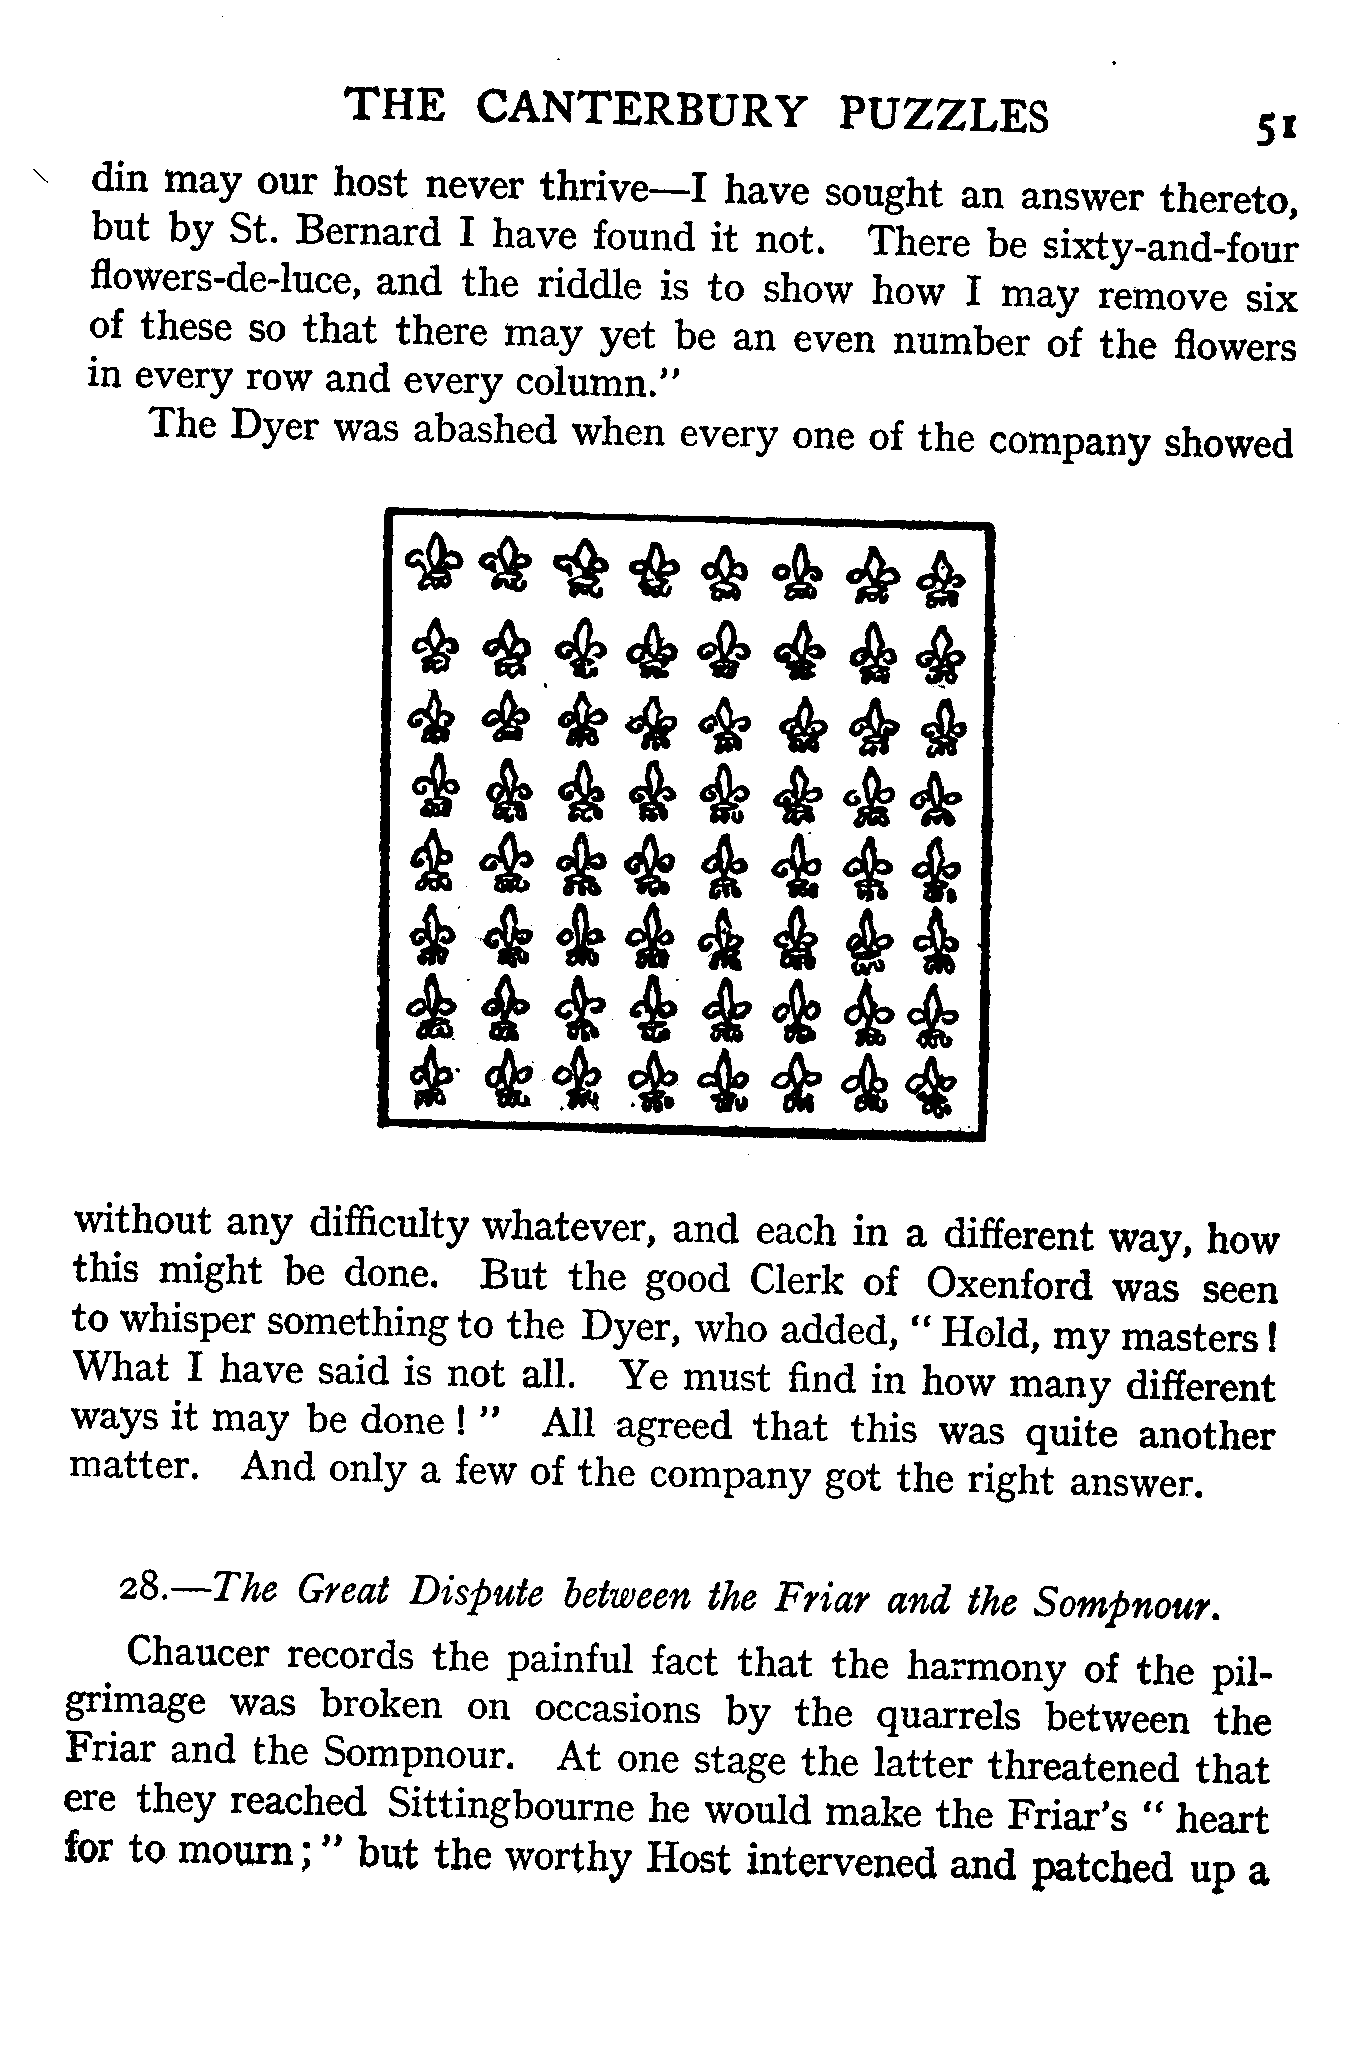 THE CANTERBURY PUZZLES 51
din may our host never thrive—I have sought an answer thereto,
but by St. Bernard I have found it not. There be sixty-and-four
flowers-de-luce, and the riddle is to show how I may remove six
of these so that there may yet be an even number of the flowers
in every row and every column.”
The Dyer was abashed when every one of the company showed
without any difficulty whatever, and each in a different way, how
this might be done. But the good Clerk of Oxenford was seen
to whisper something to the Dyer, who added, “ Hold, my masters !
What I have said is not all. Ye must find in how many different
ways it may be done ! ” All agreed that this was quite another
matter. And only a few of the company got the right answer.
28.—The Great Dispute between the Friar and the Sompnour.
Chaucer records the painful fact that the harmony of the pil-
grimage was broken on occasions by the quarrels between the
Friar and the Sompnour. At one stage the latter threatened that
ere they reached Sittingbourne he would make the Friar’s “ heart
for to mourn ; ” but the worthy Host intervened and patched up a